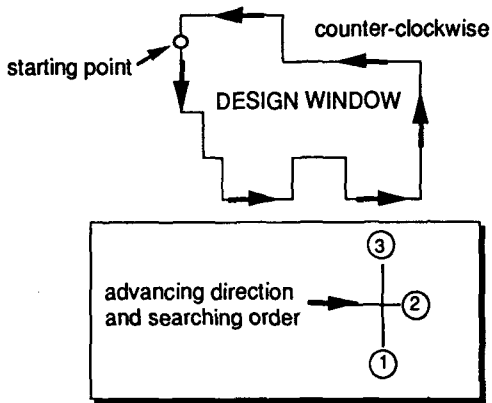 counter-clockwise
starting point
DESIGN WINDOW
3
advancing direction
and searching order
2
1